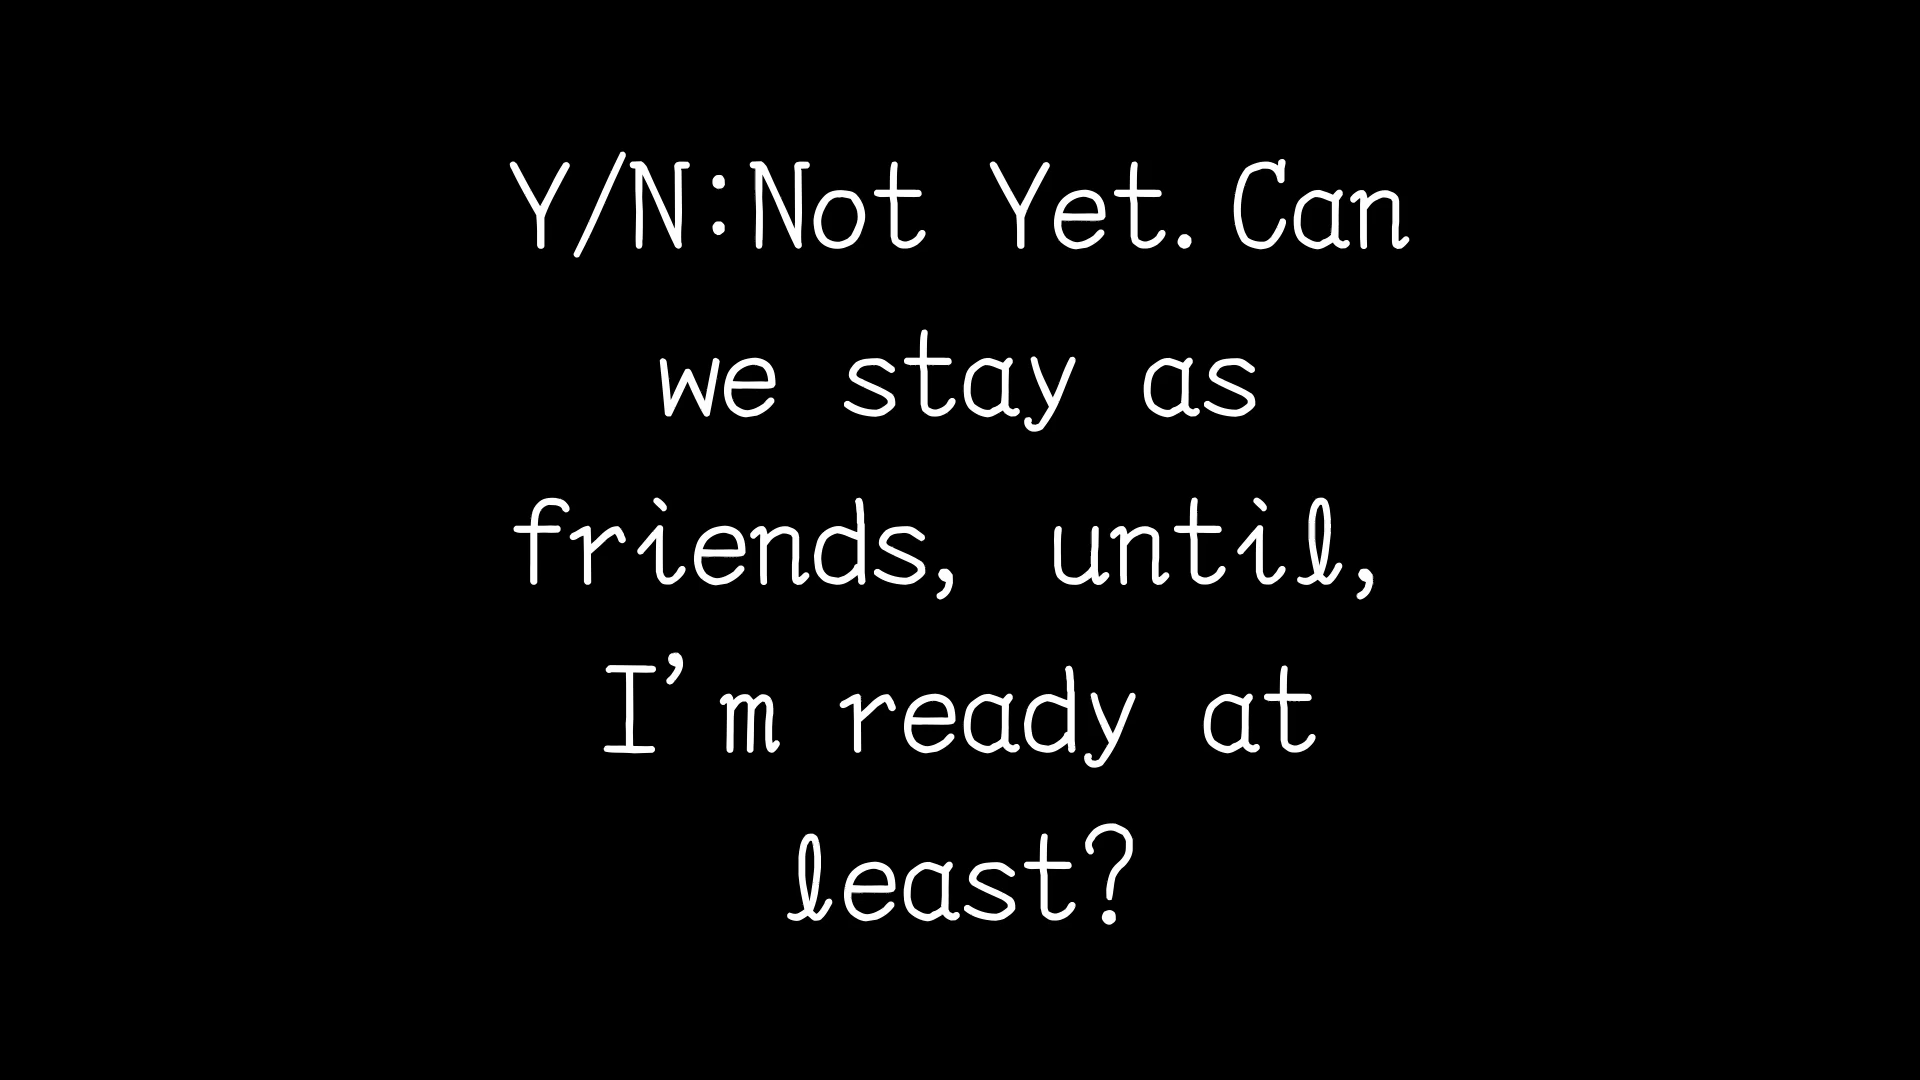 Y/N:Not Yet. Can
we stay as
friends, until,
I'm ready at
least?